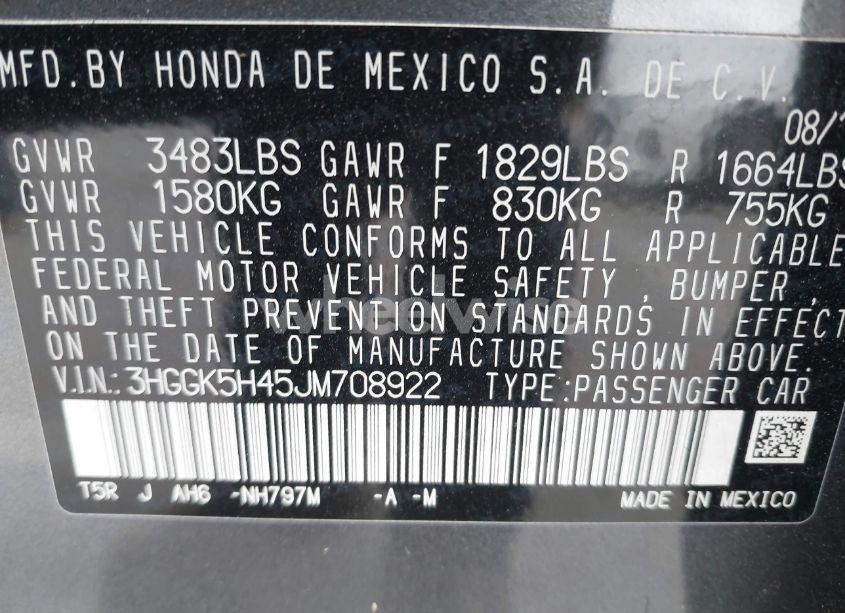 MFD.BY HONDA DE MEXICO S.A. DE C.V.
08/
GVWR 3483LBS GAWR F 1829LBS R 1664LBS
GVWR 1580KG GAWR F 830KG R 755KG
THIS VEHICLE CONFORMS TO ALL APPLICABLE
FEDERAL MOTOR VEHICLE SAFETY , BUMPER ,
AND THEFT PREVENTION STANDARDS IN EFFECT
wheelwise
ON THE DATE OF MANUFACTURE SHOWN ABOVE.
V.I.N.: 3HGGK5H45JM708922 TYPE:PASSENGER CAR
T5R J AH6 -NH797M -A -M MADE IN MEXICO